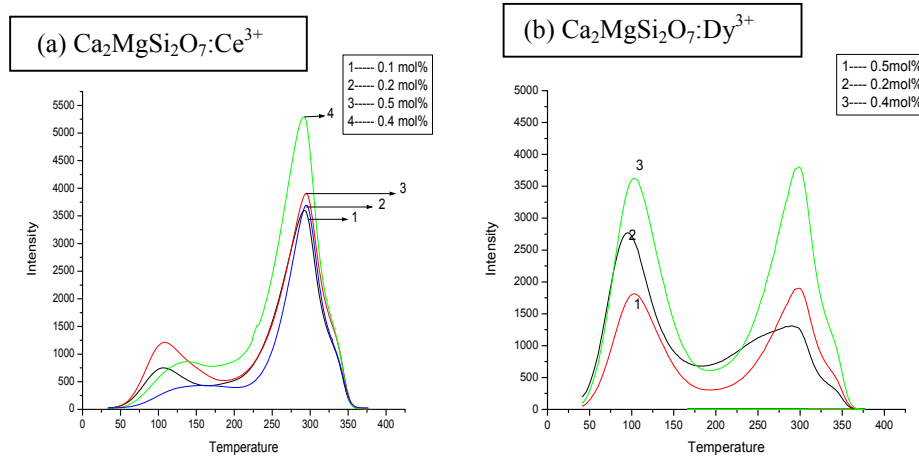 (a) Ca₂MgSi₂O₇:Ce³⁺
1----- 0.1 mol%
2----- 0.2 mol%
3----- 0.5 mol%
4----- 0.4 mol%
5500
5000
4500
4000
3500
3000
2500
2000
1500
1000
500
0
Intensity
4
3
2
1
0 50 100 150 200 250 300 350 400
Temperature
(b) Ca₂MgSi₂O₇:Dy³⁺
1---- 0.5mol%
2---- 0.2mol%
3---- 0.4mol%
5000
4500
4000
3500
3000
2500
2000
1500
1000
500
0
Intensity
3
2
1
0 50 100 150 200 250 300 350 400
Temperature